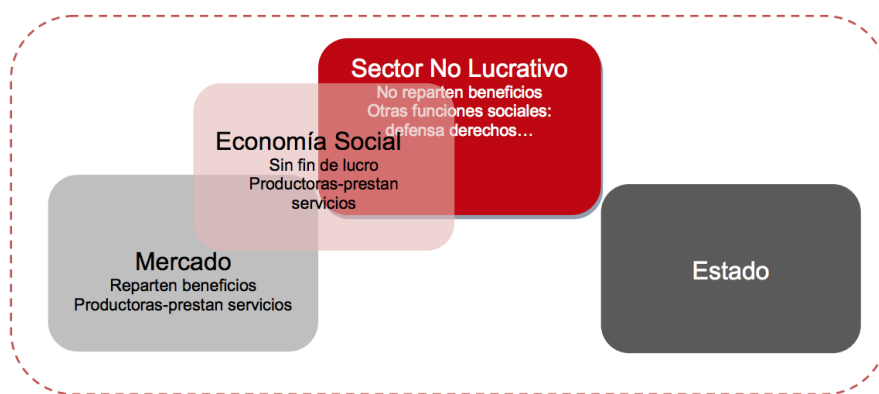 Sector No Lucrativo
No reparten beneficios
Otras funciones sociales:
defensa derechos…
Economía Social
Sin fin de lucro
Productoras-prestan
servicios
Mercado
Reparten beneficios
Productoras-prestan servicios
Estado